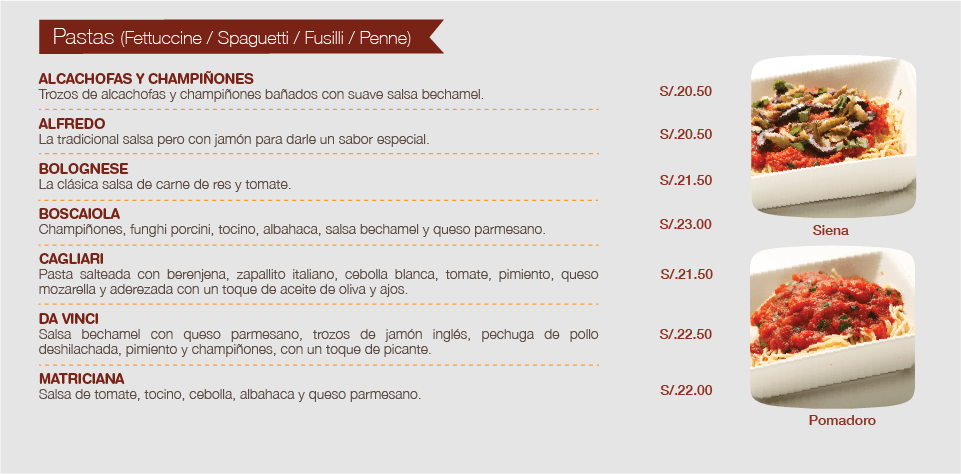 Pastas (Fettuccine / Spaguetti / Fusilli / Penne)
ALCACHOFAS Y CHAMPIÑONES
Trozos de alcachofas y champiñones bañados con suave salsa bechamel.
S/.20.50
ALFREDO
La tradicional salsa pero con jamón para darle un sabor especial.
S/.20.50
BOLOGNESE
La clásica salsa de carne de res y tomate.
S/.21.50
BOSCAIOLA
Champiñones, funghi porcini, tocino, albahaca, salsa bechamel y queso parmesano.
S/.23.00
CAGLIARI
Pasta salteada con berenjena, zapallito italiano, cebolla blanca, tomate, pimiento, queso
mozarella y aderezada con un toque de aceite de oliva y ajos.
S/.21.50
DA VINCI
Salsa bechamel con queso parmesano, trozos de jamón inglés, pechuga de pollo
deshilachada, pimiento y champiñones, con un toque de picante.
S/.22.50
MATRICIANA
Salsa de tomate, tocino, cebolla, albahaca y queso parmesano.
S/.22.00
Siena
Pomadoro